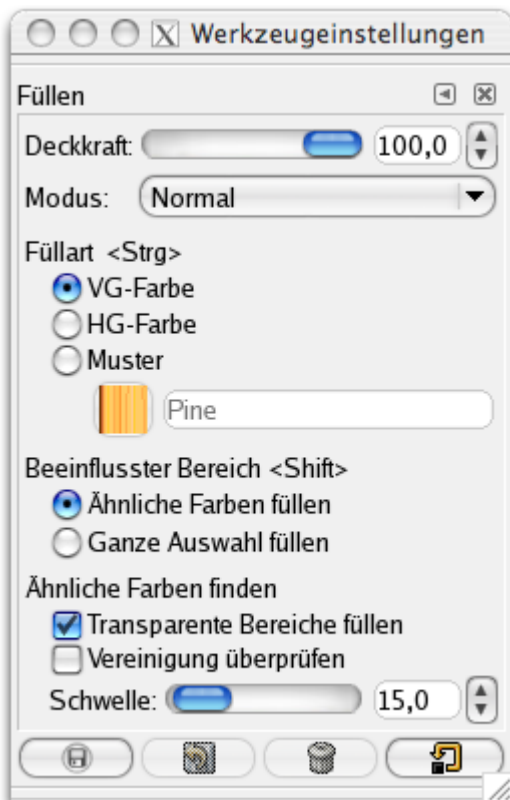 Werkzeugeinstellungen
Füllen
Deckkraft: 100,0
Modus: Normal
Füllart <Strg>
VG-Farbe
HG-Farbe
Muster
Pine
Beeinflusster Bereich <Shift>
Ähnliche Farben füllen
Ganze Auswahl füllen
Ähnliche Farben finden
Transparente Bereiche füllen
Vereinigung überprüfen
Schwelle: 15,0